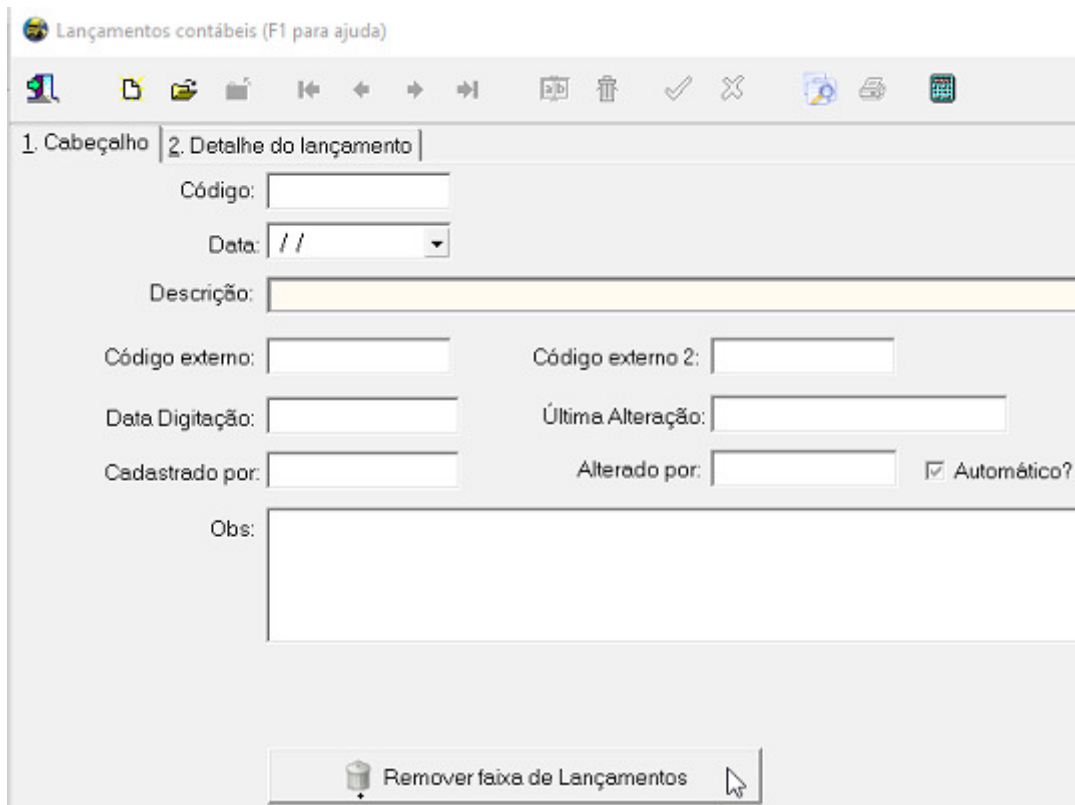 Lançamentos contábeis (F1 para ajuda)
1. Cabeçalho 2. Detalhe do lançamento
Código:
Data: / /
Descrição:
Código externo: Código externo 2:
Data Digitação: Última Alteração:
Cadastrado por: Alterado por: Automático?
Obs:
Remover faixa de Lançamentos